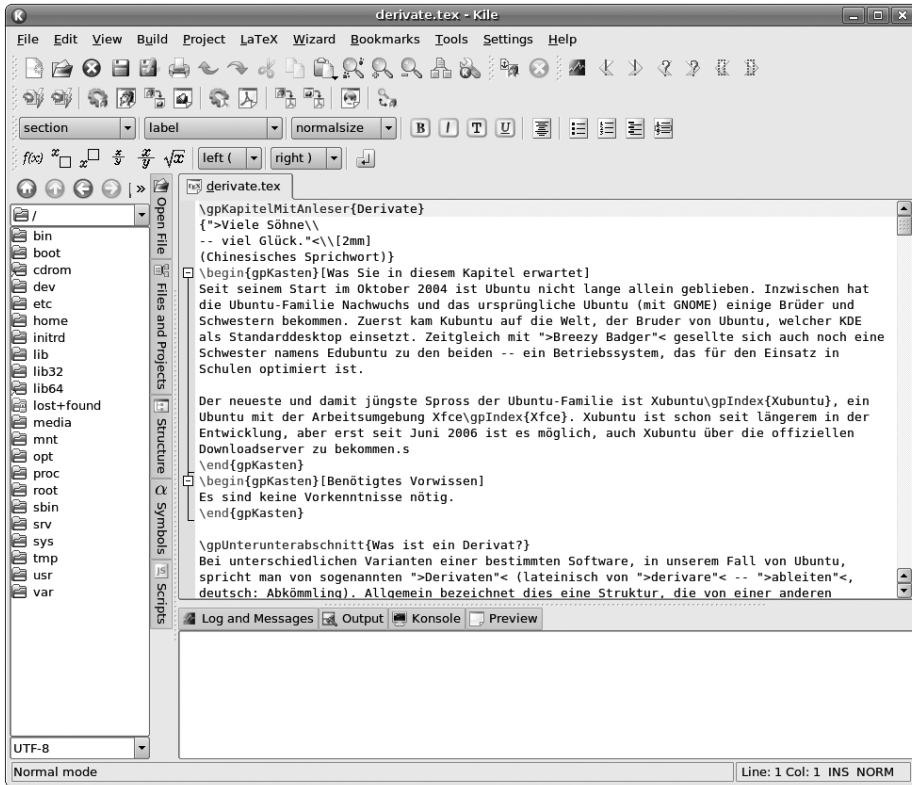 derivate.tex - Kile
File Edit View Build Project LaTeX Wizard Bookmarks Tools Settings Help
section label normalsize B I T U
f(x) x x x/y x/y √x left ( right )
»
/
bin
boot
cdrom
dev
etc
home
initrd
lib
lib32
lib64
lost+found
media
mnt
opt
proc
root
sbin
srv
sys
tmp
usr
var
UTF-8
Open File
Files and Projects
Structure
α Symbols
JS Scripts
derivate.tex
\gpKapitelMitAnleser{Derivate}
{">Viele Söhne\\
-- viel Glück."<\\[2mm]
(Chinesisches Sprichwort)}
\begin{gpKasten}[Was Sie in diesem Kapitel erwartet]
Seit seinem Start im Oktober 2004 ist Ubuntu nicht lange allein geblieben. Inzwischen hat
die Ubuntu-Familie Nachwuchs und das ursprüngliche Ubuntu (mit GNOME) einige Brüder und
Schwestern bekommen. Zuerst kam Kubuntu auf die Welt, der Bruder von Ubuntu, welcher KDE
als Standarddesktop einsetzt. Zeitgleich mit ">Breezy Badger"< gesellte sich auch noch eine
Schwester namens Edubuntu zu den beiden -- ein Betriebssystem, das für den Einsatz in
Schulen optimiert ist.
Der neueste und damit jüngste Spross der Ubuntu-Familie ist Xubuntu\gpIndex{Xubuntu}, ein
Ubuntu mit der Arbeitsumgebung Xfce\gpIndex{Xfce}. Xubuntu ist schon seit längerem in der
Entwicklung, aber erst seit Juni 2006 ist es möglich, auch Xubuntu über die offiziellen
Downloadserver zu bekommen.s
\end{gpKasten}
\begin{gpKasten}[Benötigtes Vorwissen]
Es sind keine Vorkenntnisse nötig.
\end{gpKasten}
\gpUnterunterabschnitt{Was ist ein Derivat?}
Bei unterschiedlichen Varianten einer bestimmten Software, in unserem Fall von Ubuntu,
spricht man von sogenannten ">Derivaten"< (lateinisch von ">derivare"< -- ">ableiten"<,
deutsch: Abkömmling). Allgemein bezeichnet dies eine Struktur, die von einer anderen
Log and Messages Output Konsole Preview
Normal mode
Line: 1 Col: 1 INS NORM